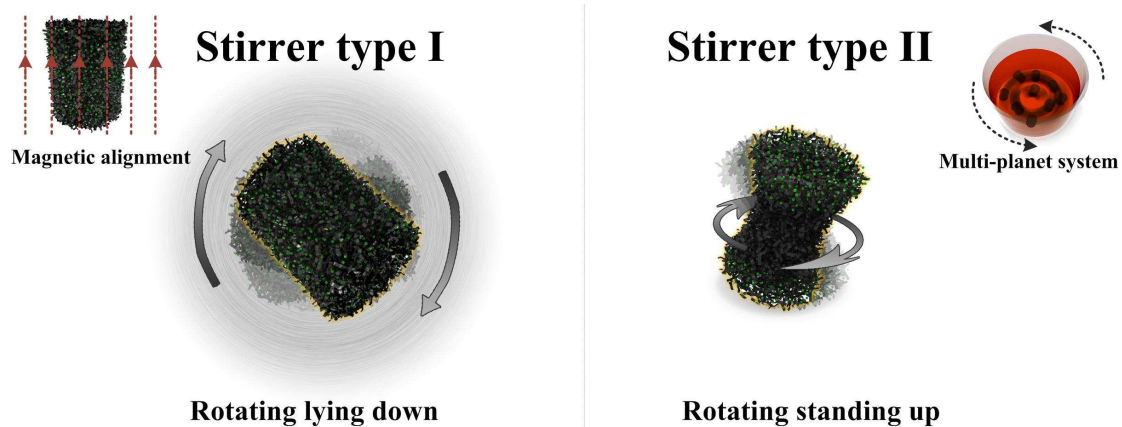 Stirrer type I
Magnetic alignment
Rotating lying down
Stirrer type II
Multi-planet system
Rotating standing up